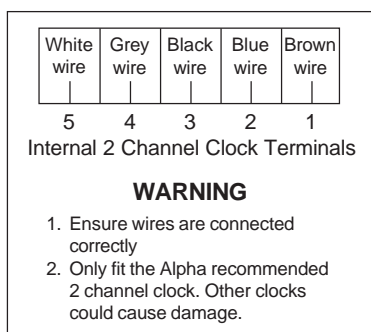 White Grey Black Blue Brown
wire wire wire wire wire
5 4 3 2 1
Internal 2 Channel Clock Terminals
WARNING
1. Ensure wires are connected
correctly
2. Only fit the Alpha recommended
2 channel clock. Other clocks
could cause damage.